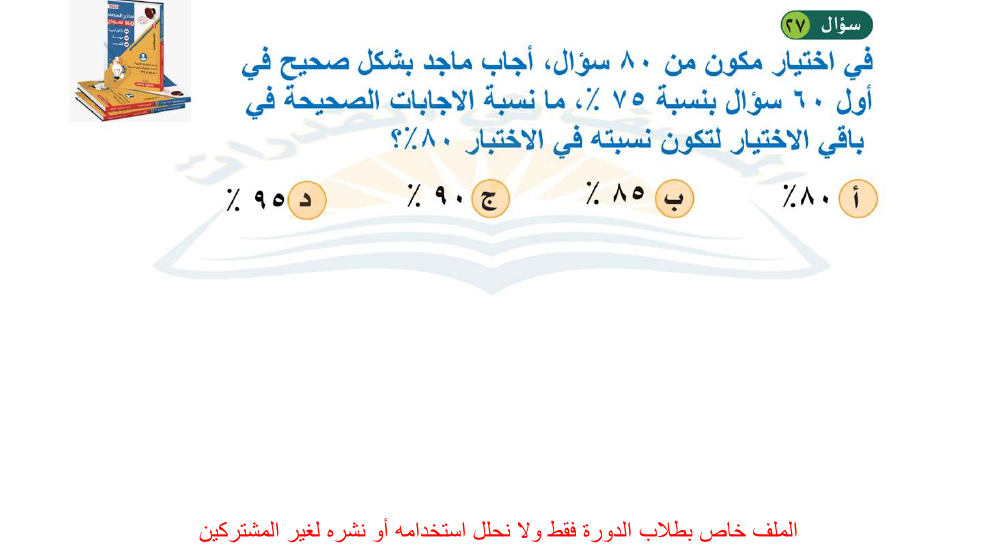 سؤال ٢٧
في اختيار مكون من ٨٠ سؤال، أجاب ماجد بشكل صحيح في
أول ٦٠ سؤال بنسبة ٧٥ ٪، ما نسبة الاجابات الصحيحة في
باقي الاختيار لتكون نسبته في الاختبار ٨٠٪؟
أ ٨٠٪ ب ٨٥ ٪ ج ٩٠ ٪ د ٩٥ ٪
الملف خاص بطلاب الدورة فقط ولا نحلل استخدامه أو نشره لغير المشتركين